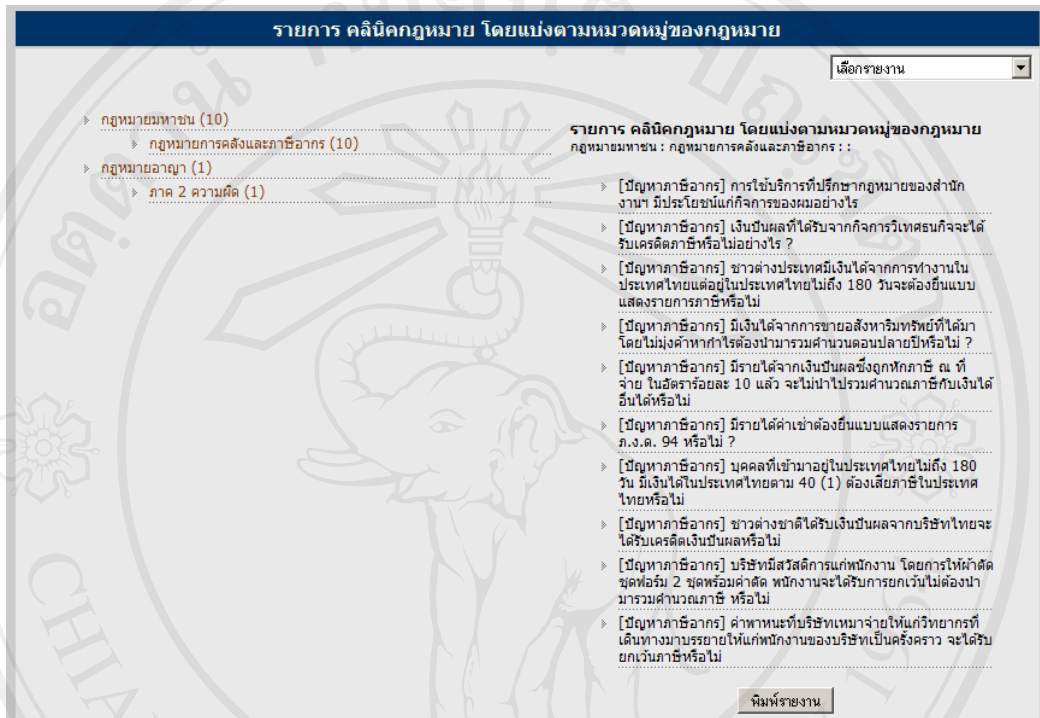 รายการ คลินิคกฎหมาย โดยแบ่งตามหมวดหมู่ของกฎหมาย
เลือกรายงาน
กฎหมายมหาชน (10)
กฎหมายการคลังและภาษีอากร (10)
กฎหมายอาญา (1)
ภาค 2 ความผิด (1)
รายการ คลินิคกฎหมาย โดยแบ่งตามหมวดหมู่ของกฎหมาย
กฎหมายมหาชน : กฎหมายการคลังและภาษีอากร : :
[ปัญหาภาษีอากร] การใช้บริการที่ปรึกษากฎหมายของสำนัก
งานฯ มีประโยชน์แก่กิจการของผมอย่างไร
[ปัญหาภาษีอากร] เงินปันผลที่ได้รับจากกิจการวิเทศธนกิจจะได้
รับเครดิตภาษีหรือไม่อย่างไร ?
[ปัญหาภาษีอากร] ชาวต่างประเทศมีเงินได้จากการทำงานใน
ประเทศไทยแต่อยู่ในประเทศไทยไม่ถึง 180 วันจะต้องยื่นแบบ
แสดงรายการภาษีหรือไม่
[ปัญหาภาษีอากร] มีเงินได้จากการขายอสังหาริมทรัพย์ที่ได้มา
โดยไม่มุ่งค้าหากำไรต้องนำมารวมคำนวนตอนปลายปีหรือไม่ ?
[ปัญหาภาษีอากร] มีรายได้จากเงินปันผลซึ่งถูกหักภาษี ณ ที่
จ่าย ในอัตราร้อยละ 10 แล้ว จะไม่นำไปรวมคำนวณภาษีกับเงินได้
อื่นได้หรือไม่
[ปัญหาภาษีอากร] มีรายได้ค่าเช่าต้องยื่นแบบแสดงรายการ
ภ.ง.ด. 94 หรือไม่ ?
[ปัญหาภาษีอากร] บุคคลที่เข้ามาอยู่ในประเทศไทยไม่ถึง 180
วัน มีเงินได้ในประเทศไทยตาม 40 (1) ต้องเสียภาษีในประเทศ
ไทยหรือไม่
[ปัญหาภาษีอากร] ชาวต่างชาติได้รับเงินปันผลจากบริษัทไทยจะ
ได้รับเครดิตเงินปันผลหรือไม่
[ปัญหาภาษีอากร] บริษัทมีสวัสดิการแก่พนักงาน โดยการให้ผ้าตัด
ชุดฟอร์ม 2 ชุดพร้อมค่าตัด พนักงานจะได้รับการยกเว้นไม่ต้องนำ
มารวมคำนวณภาษี หรือไม่
[ปัญหาภาษีอากร] ค่าพาหนะที่บริษัทเหมาจ่ายให้แก่วิทยากรที่
เดินทางมาบรรยายให้แก่พนักงานของบริษัทเป็นครั้งคราว จะได้รับ
ยกเว้นภาษีหรือไม่
พิมพ์รายงาน